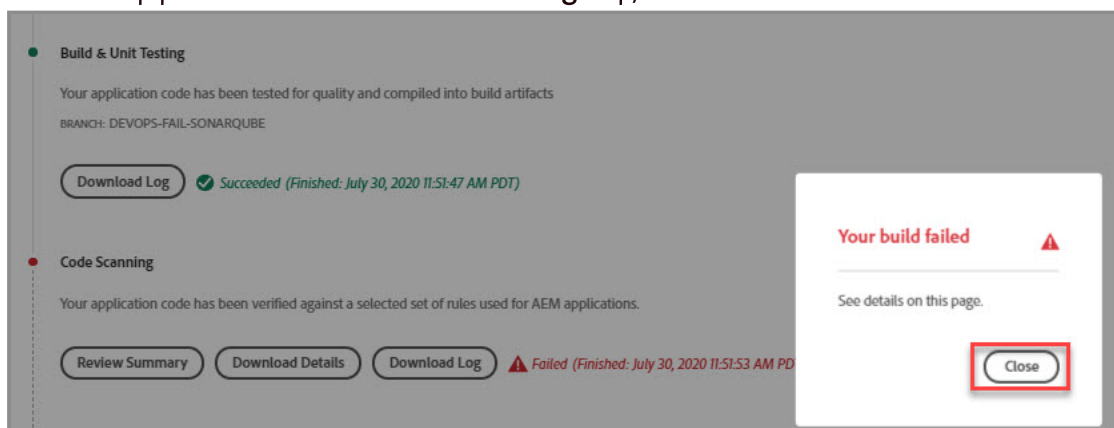 Build & Unit Testing
Your application code has been tested for quality and compiled into build artifacts
BRANCH: DEVOPS-FAIL-SONARQUBE
Download Log Succeeded (Finished: July 30, 2020 11:51:47 AM PDT)
Code Scanning
Your application code has been verified against a selected set of rules used for AEM applications.
Review Summary Download Details Download Log Failed (Finished: July 30, 2020 11:51:53 AM PD
Your build failed
See details on this page.
Close